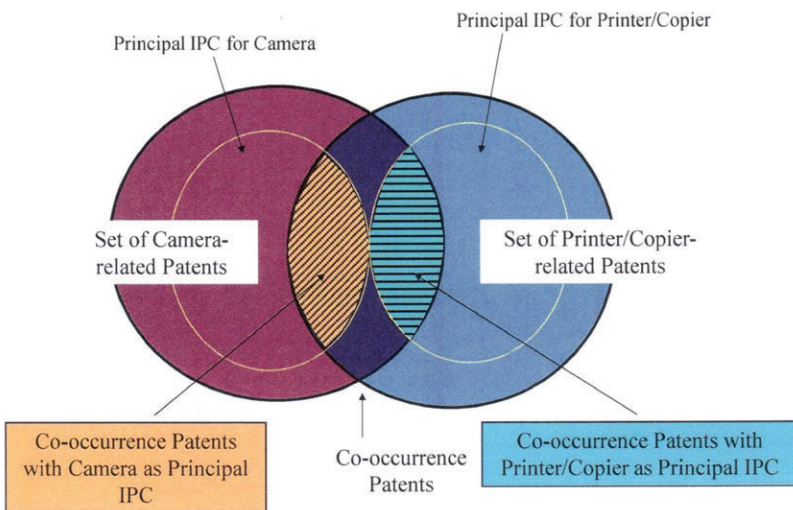 Principal IPC for Camera
Principal IPC for Printer/Copier
Set of Camera-
related Patents
Set of Printer/Copier-
related Patents
Co-occurrence Patents
with Camera as Principal
IPC
Co-occurrence
Patents
Co-occurrence Patents with
Printer/Copier as Principal IPC